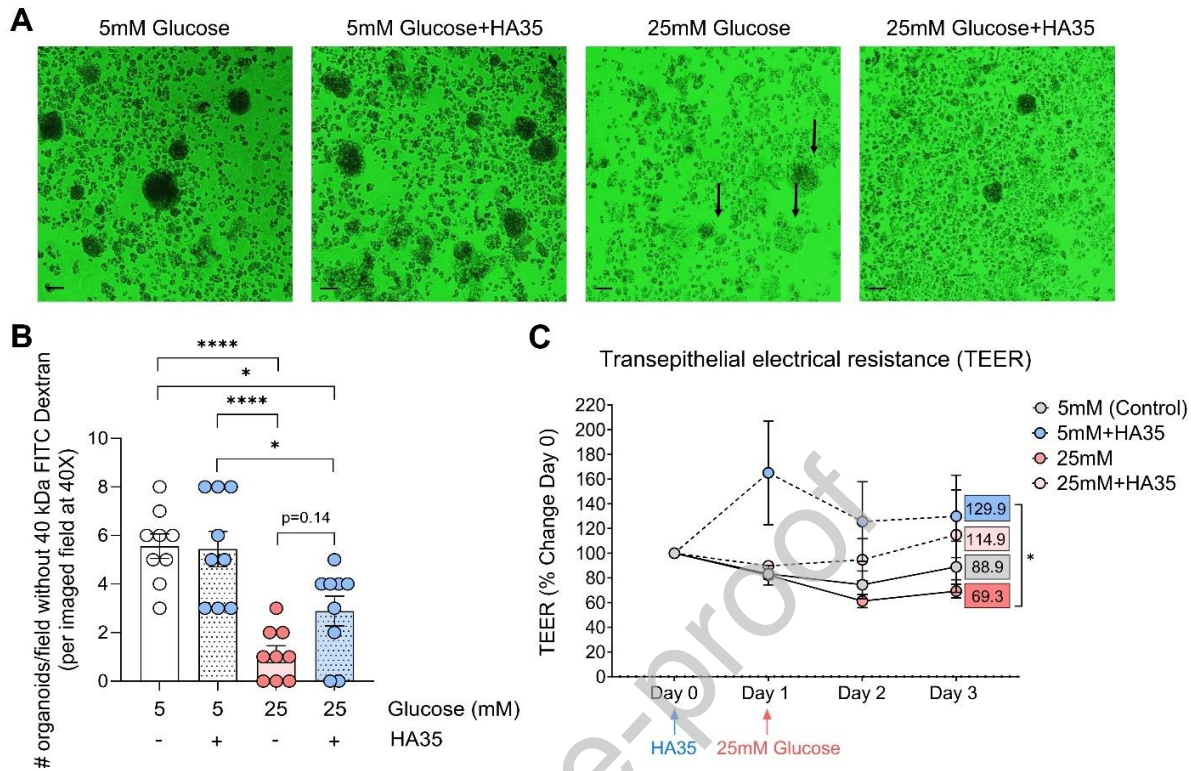 A
5mM Glucose
5mM Glucose+HA35
25mM Glucose
25mM Glucose+HA35
B
****
*
****
*
p=0.14
# organoids/field without 40 kDa FITC Dextran
(per imaged field at 40X)
10
8
6
4
2
0
5 5 25 25 Glucose (mM)
- + - + HA35
C
Transepithelial electrical resistance (TEER)
TEER (% Change Day 0)
220
200
180
160
140
120
100
80
60
40
20
0
Day 0 Day 1 Day 2 Day 3
HA35 25mM Glucose
5mM (Control)
5mM+HA35
25mM
25mM+HA35
129.9
114.9
88.9
69.3
*
e-proof